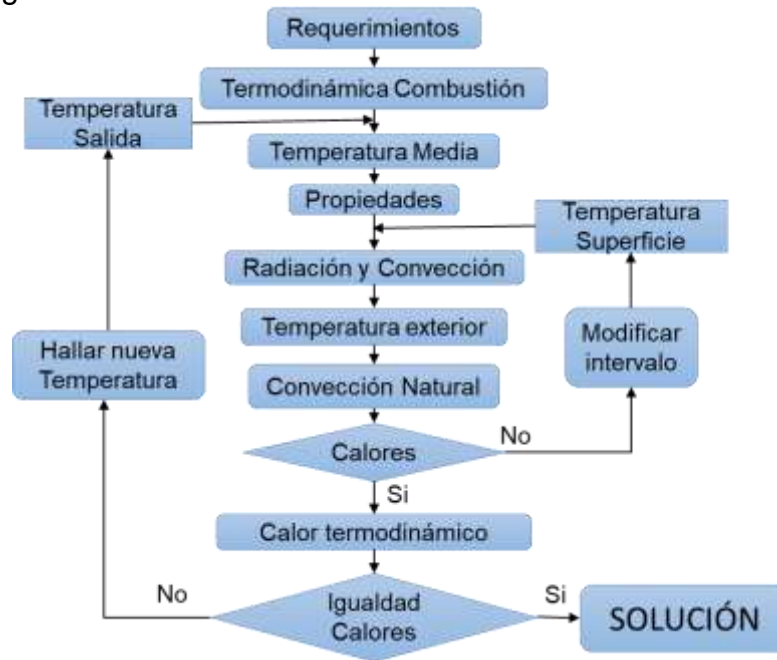 Requerimientos
Termodinámica Combustión
Temperatura
Salida
Temperatura Media
Propiedades
Temperatura
Superficie
Radiación y Convección
Temperatura exterior
Hallar nueva
Temperatura
Modificar
intervalo
Convección Natural
Calores
No
Si
Calor termodinámico
No
Igualdad
Calores
Si
SOLUCIÓN